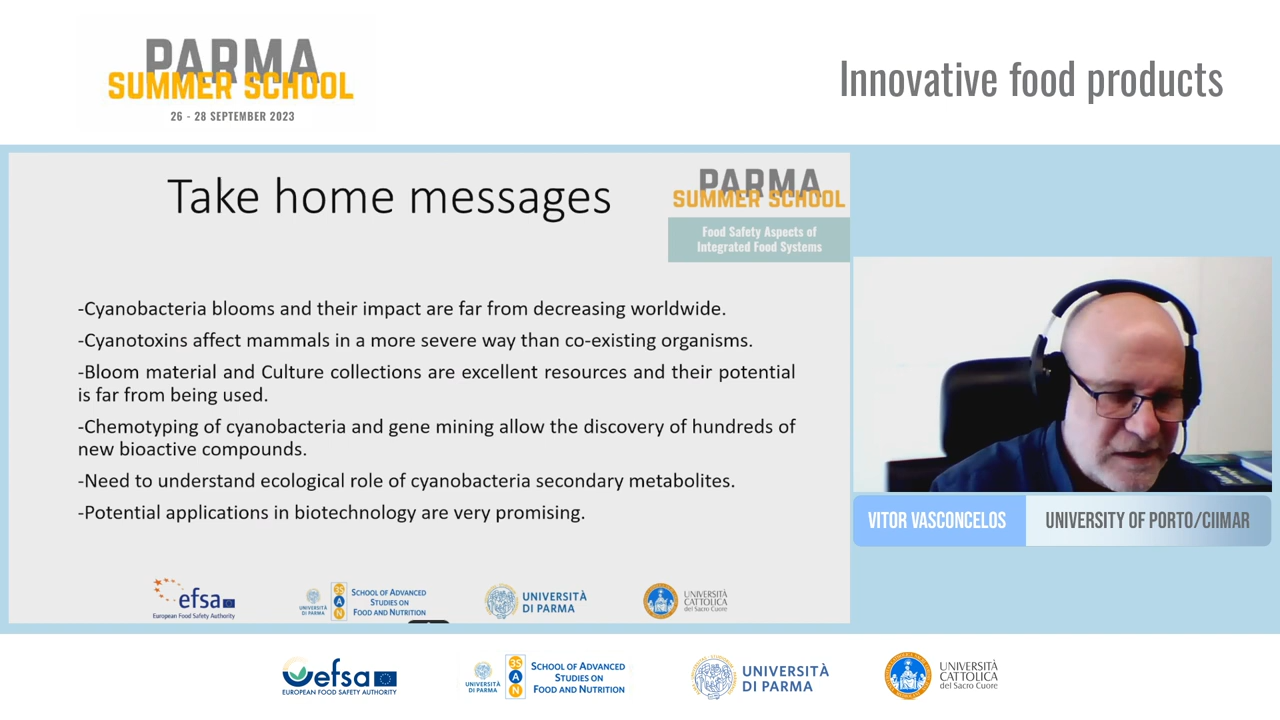 PARMA
SUMMER SCHOOL
26 - 28 SEPTEMBER 2023
Innovative food products
Take home messages
PARMA
SUMMER SCHOOL
Food Safety Aspects of
Integrated Food Systems
-Cyanobacteria blooms and their impact are far from decreasing worldwide.
-Cyanotoxins affect mammals in a more severe way than co-existing organisms.
-Bloom material and Culture collections are excellent resources and their potential
is far from being used.
-Chemotyping of cyanobacteria and gene mining allow the discovery of hundreds of
new bioactive compounds.
-Need to understand ecological role of cyanobacteria secondary metabolites.
-Potential applications in biotechnology are very promising.
efsa
European Food Safety Authority
UNIVERSITÀ
DI PARMA
SCHOOL OF ADVANCED
STUDIES ON
FOOD AND NUTRITION
UNIVERSITÀ
DI PARMA
UNIVERSITÀ
CATTOLICA
del Sacro Cuore
VITOR VASCONCELOS
UNIVERSITY OF PORTO/CIIMAR
efsa
EUROPEAN FOOD SAFETY AUTHORITY
UNIVERSITÀ
DI PARMA
SCHOOL OF ADVANCED
STUDIES ON
FOOD AND NUTRITION
UNIVERSITÀ
DI PARMA
UNIVERSITÀ
CATTOLICA
del Sacro Cuore